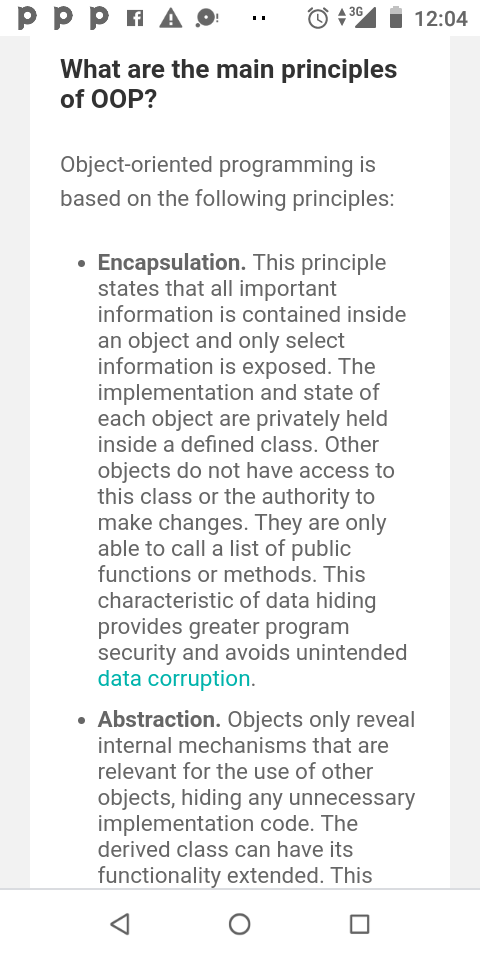 3G 12:04
What are the main principles
of OOP?
Object-oriented programming is
based on the following principles:
• Encapsulation. This principle
states that all important
information is contained inside
an object and only select
information is exposed. The
implementation and state of
each object are privately held
inside a defined class. Other
objects do not have access to
this class or the authority to
make changes. They are only
able to call a list of public
functions or methods. This
characteristic of data hiding
provides greater program
security and avoids unintended
data corruption.
• Abstraction. Objects only reveal
internal mechanisms that are
relevant for the use of other
objects, hiding any unnecessary
implementation code. The
derived class can have its
functionality extended. This